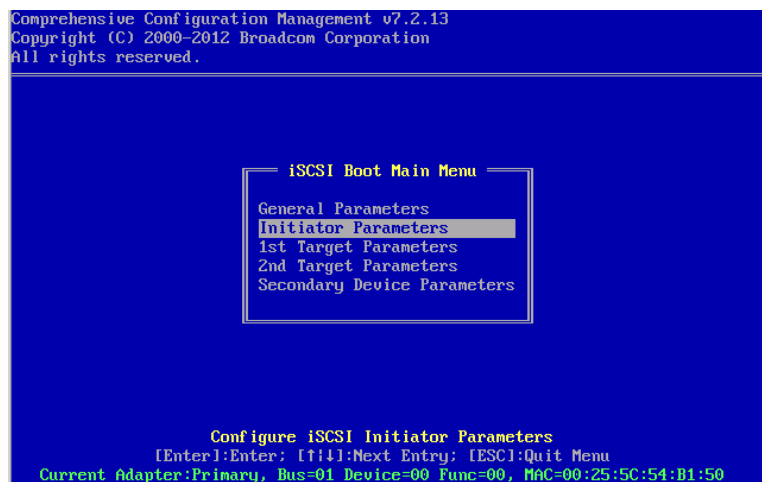 Comprehensive Configuration Management v7.2.13
Copyright (C) 2000-2012 Broadcom Corporation
All rights reserved.
iSCSI Boot Main Menu
General Parameters
Initiator Parameters
1st Target Parameters
2nd Target Parameters
Secondary Device Parameters
Configure iSCSI Initiator Parameters
[Enter]:Enter; [↑|↓]:Next Entry; [ESC]:Quit Menu
Current Adapter:Primary, Bus=01 Device=00 Func=00, MAC=00:25:5C:54:B1:50